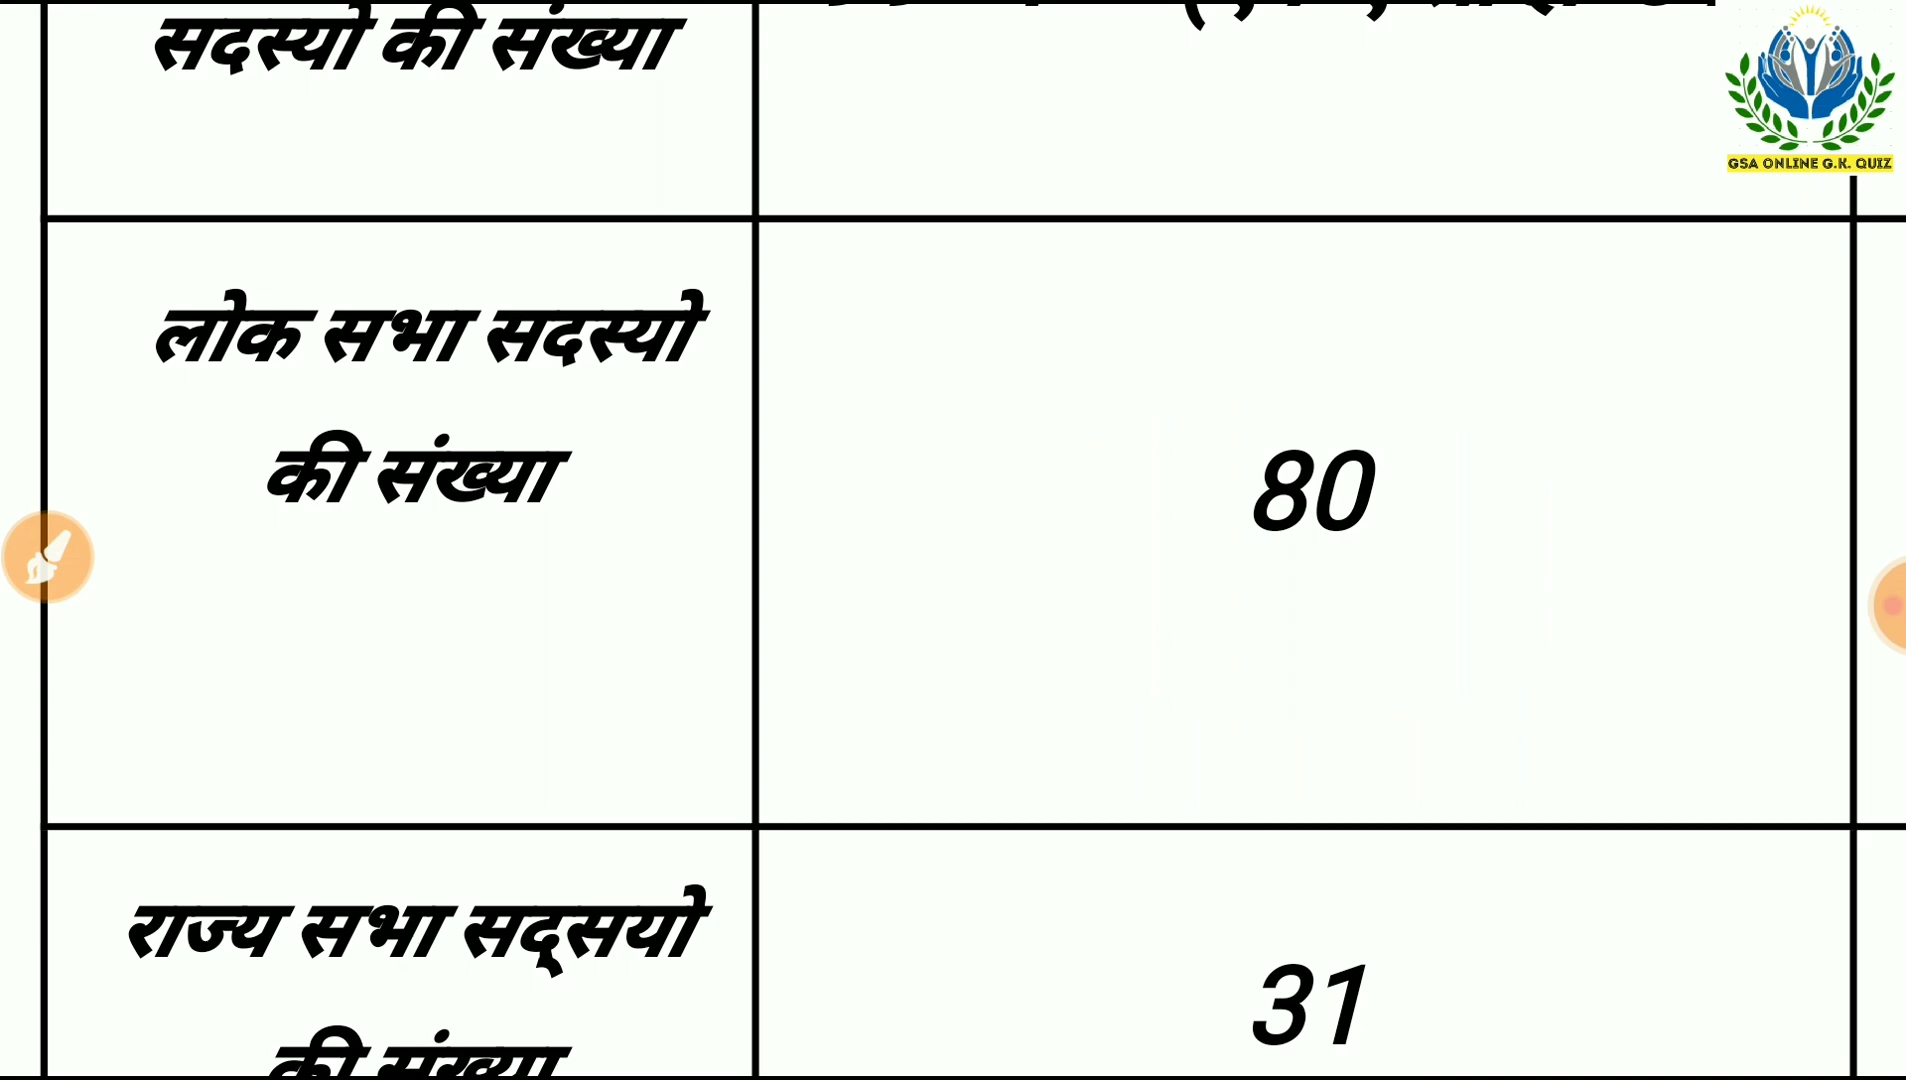 सदस्यो की संख्या
GSA ONLINE G.K. QUIZ
लोक सभा सदस्यो
की संख्या
80
राज्य सभा सद्सयो
31
की संख्या